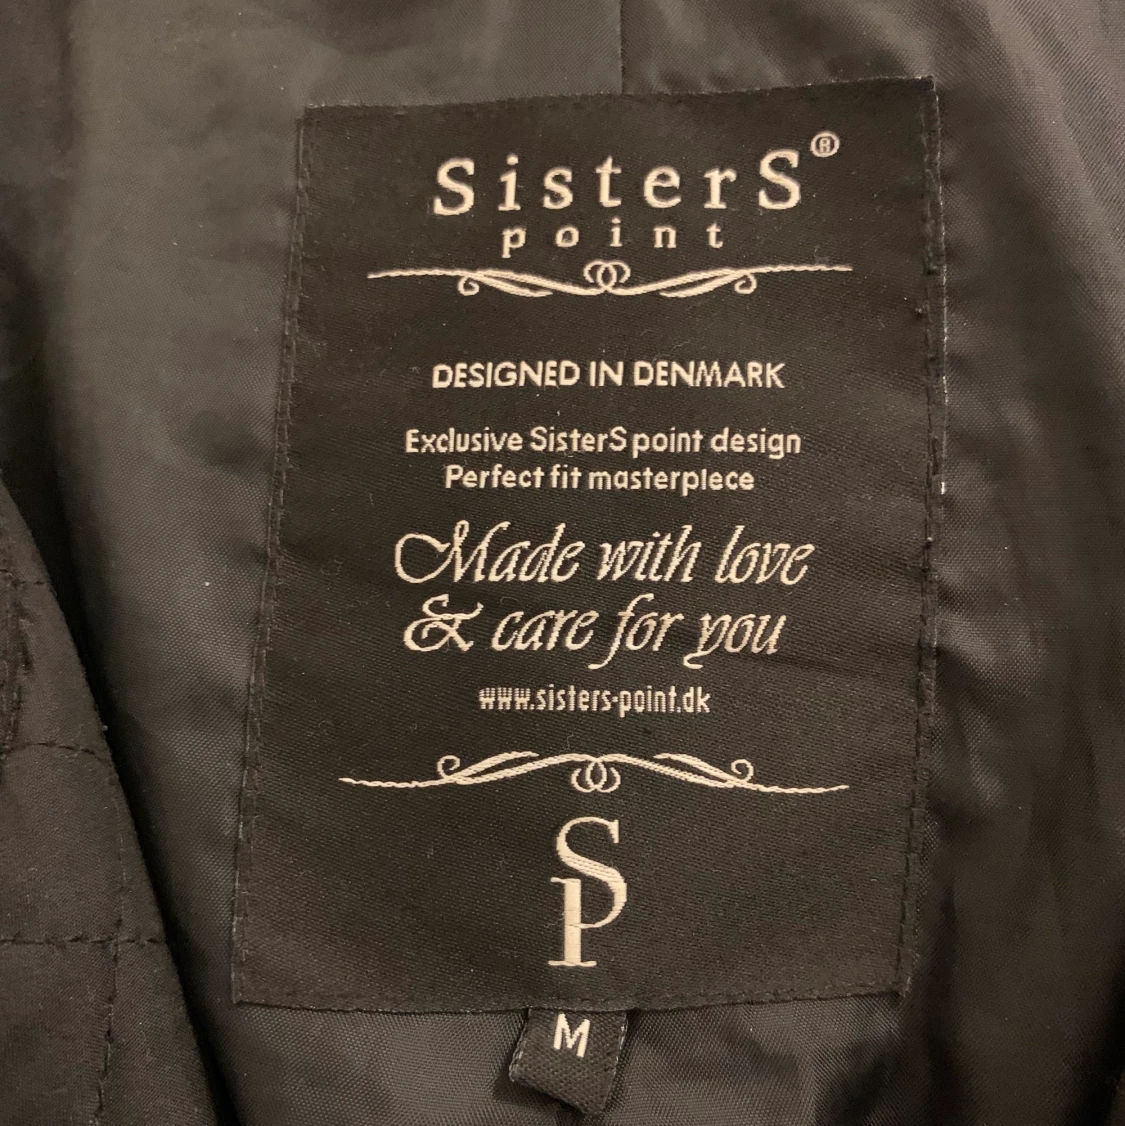 SisterS®
point
DESIGNED IN DENMARK
Exclusive SisterS point design
Perfect fit masterpiece
Made with love
& care for you
www.sisters-point.dk
SP
M